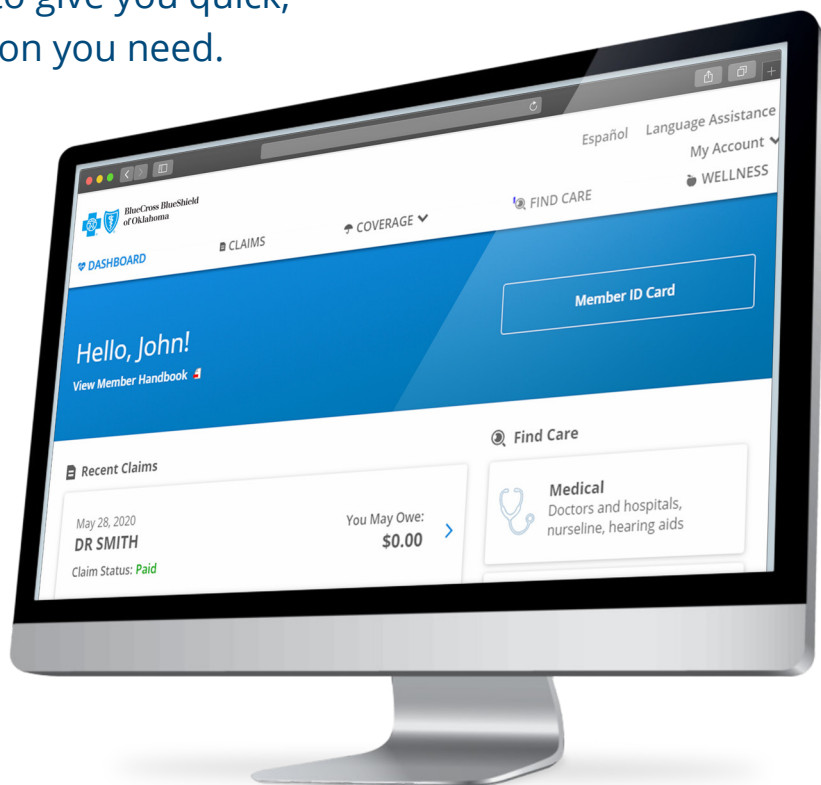 to give you quick,
on you need.
Español Language Assistance
My Account
BlueCross BlueShield
of Oklahoma
DASHBOARD
CLAIMS
COVERAGE
FIND CARE
WELLNESS
Hello, John!
View Member Handbook
Member ID Card
Recent Claims
May 28, 2020
DR SMITH
Claim Status: Paid
You May Owe:
$0.00
Find Care
Medical
Doctors and hospitals,
nurseline, hearing aids